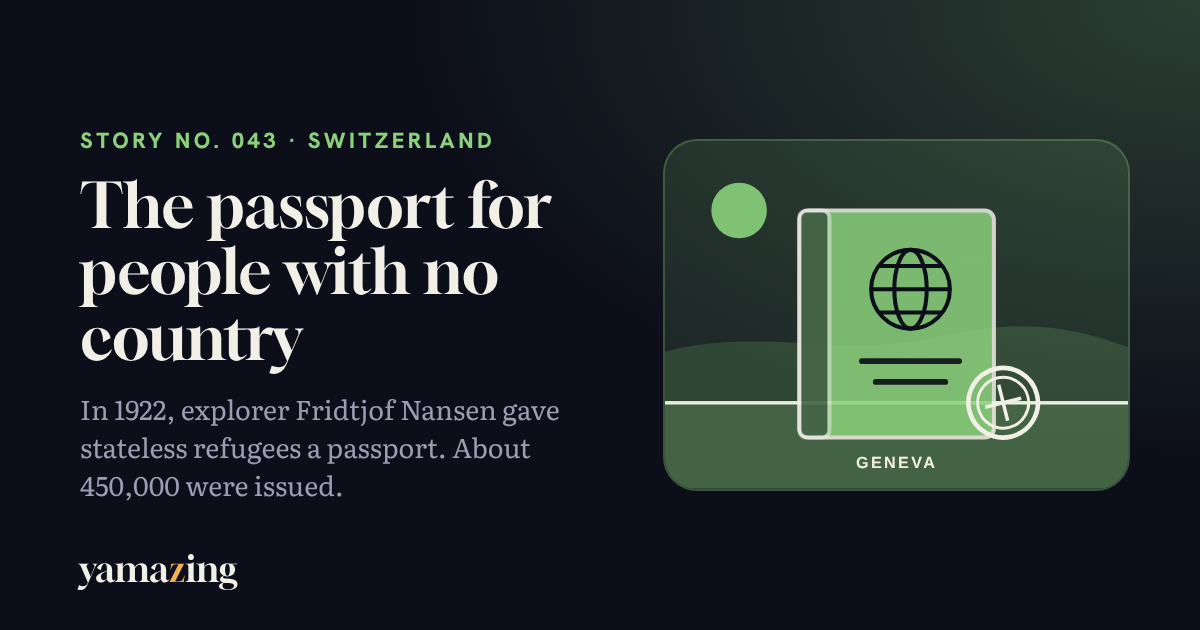 STORY NO. 043 · SWITZERLAND
The passport for
people with no
country
In 1922, explorer Fridtjof Nansen gave
stateless refugees a passport. About
450,000 were issued.
GENEVA
yamazing